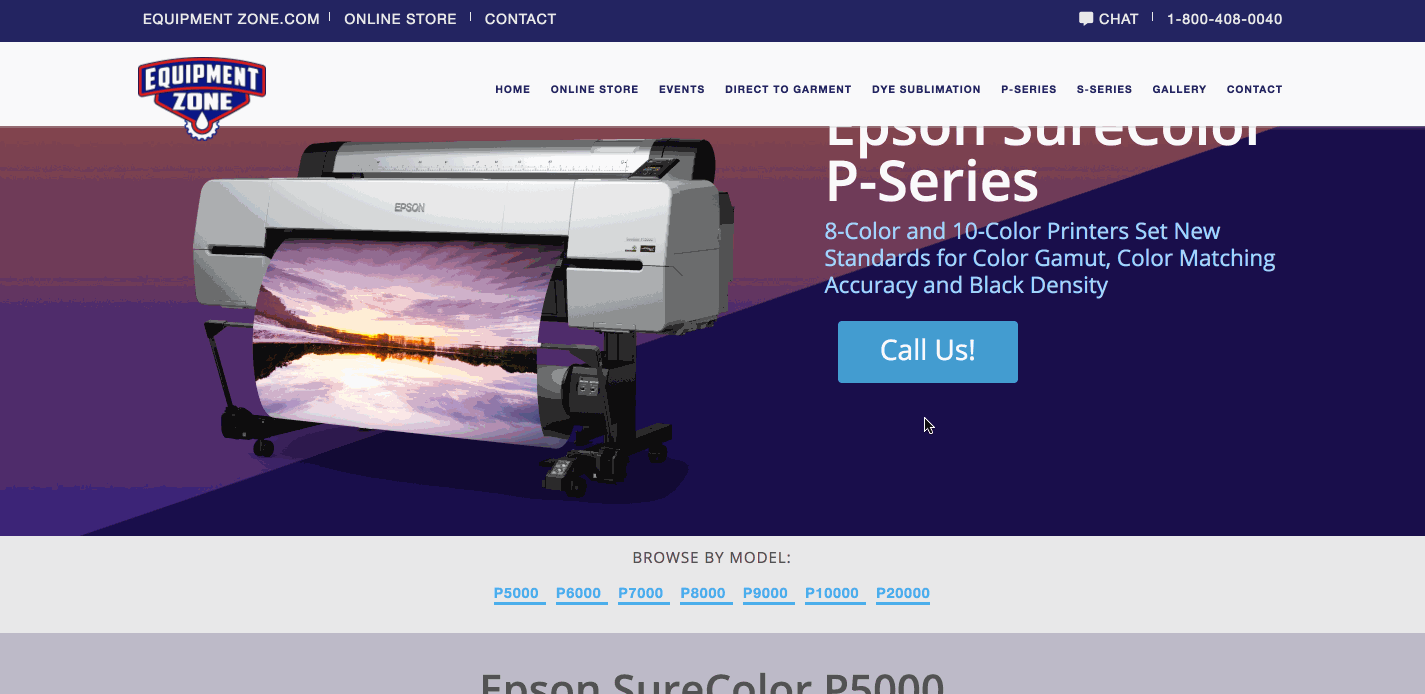 EQUIPMENT ZONE.COM
ONLINE STORE
CONTACT
CHAT
1-800-408-0040
EQUIPMENT
ZONE
HOME
ONLINE STORE
EVENTS
DIRECT TO GARMENT
DYE SUBLIMATION
P-SERIES
S-SERIES
GALLERY
CONTACT
EPSON
Epson SureColor
P-Series
8-Color and 10-Color Printers Set New
Standards for Color Gamut, Color Matching
Accuracy and Black Density
Call Us!
BROWSE BY MODEL:
P5000 P6000 P7000 P8000 P9000 P10000 P20000
Epson SureColor P5000